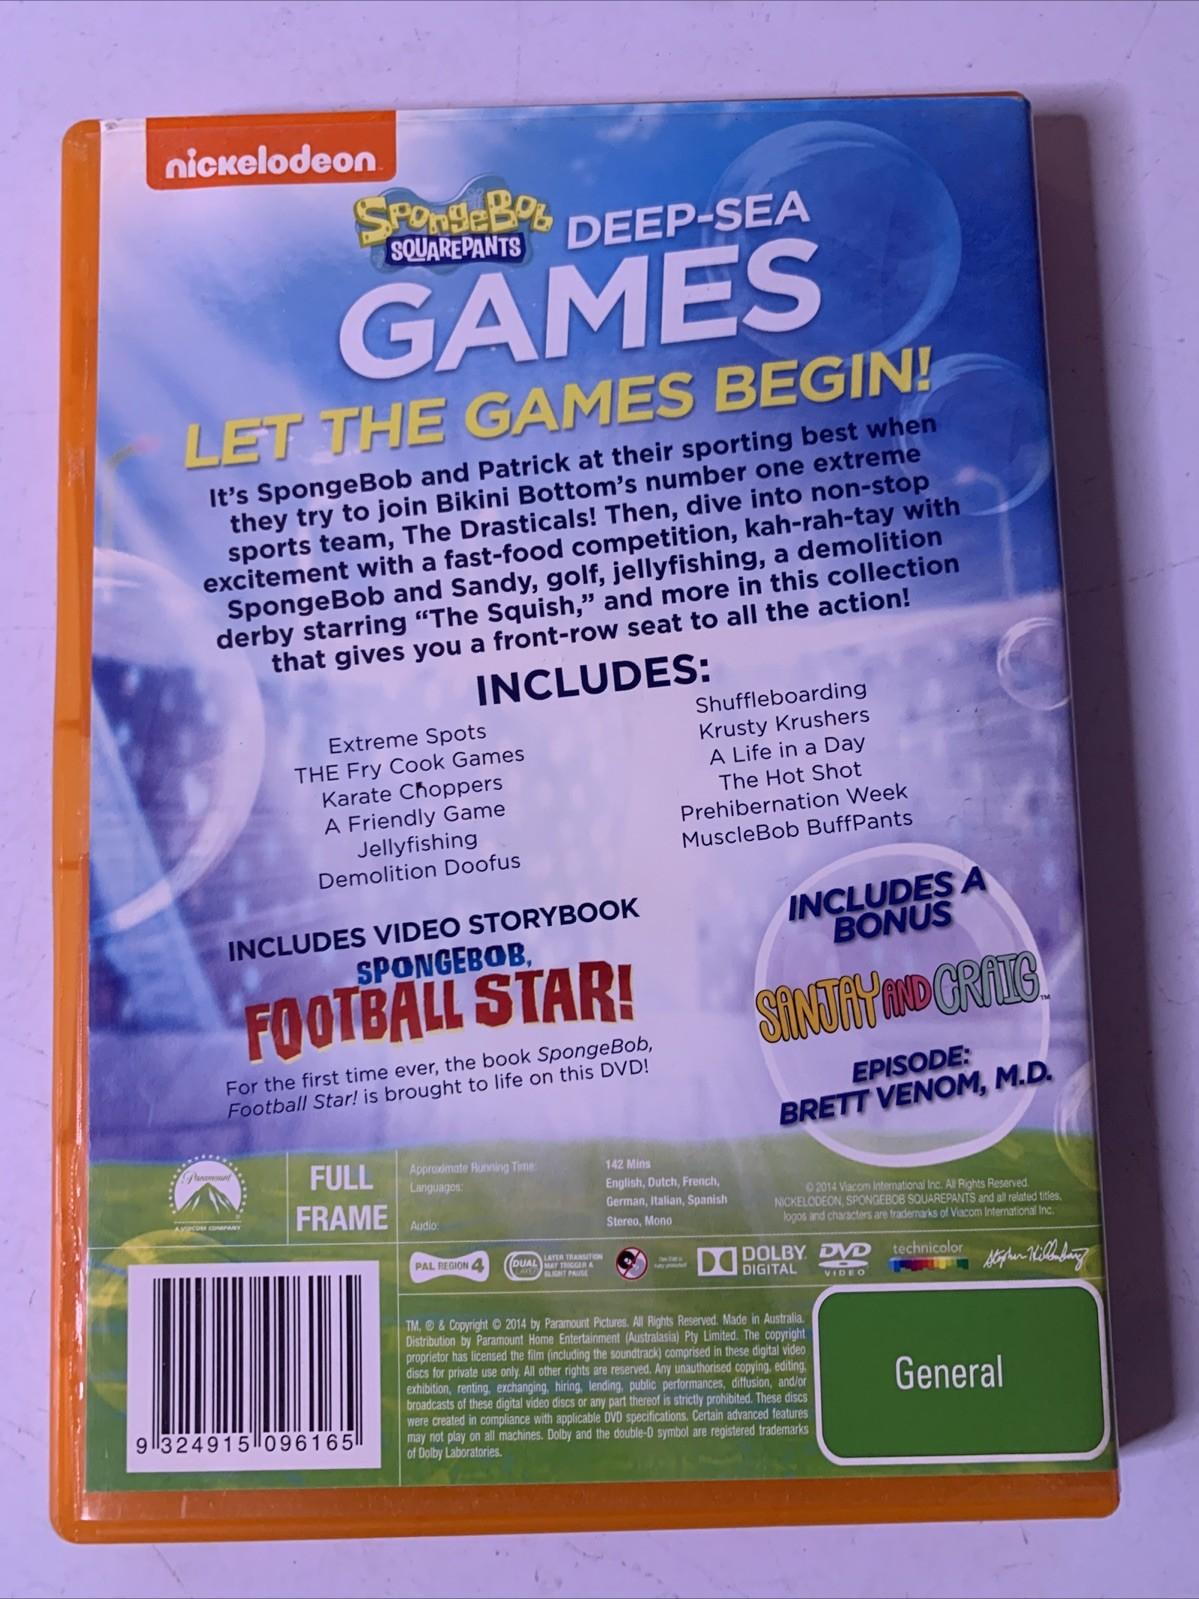 nickelodeon
SpongeBob
SQUAREPANTS
DEEP-SEA
GAMES
LET THE GAMES BEGIN!
It's SpongeBob and Patrick at their sporting best when
they try to join Bikini Bottom's number one extreme
sports team, The Drasticals! Then, dive into non-stop
excitement with a fast-food competition, kah-rah-tay with
SpongeBob and Sandy, golf, jellyfishing, a demolition
derby starring "The Squish," and more in this collection
that gives you a front-row seat to all the action!
INCLUDES:
Extreme Spots
THE Fry Cook Games
Karate Choppers
A Friendly Game
Jellyfishing
Demolition Doofus
Shuffleboarding
Krusty Krushers
A Life in a Day
The Hot Shot
Prehibernation Week
MuscleBob BuffPants
INCLUDES VIDEO STORYBOOK
SPONGEBOB,
FOOTBALL STAR!
For the first time ever, the book SpongeBob,
Football Star! is brought to life on this DVD!
INCLUDES A
BONUS
SANJAY AND CRAIG™
EPISODE:
BRETT VENOM, M.D.
Paramount
A VIACOM COMPANY
FULL
FRAME
Approximate Running Time: 142 Mins
Languages: English, Dutch, French,
German, Italian, Spanish
Audio: Stereo, Mono
© 2014 Viacom International Inc. All Rights Reserved.
NICKELODEON, SPONGEBOB SQUAREPANTS and all related titles,
logos and characters are trademarks of Viacom International Inc.
PAL REGION 4
DUAL
LAYER TRANSITION
MAY TRIGGER A
SLIGHT PAUSE
DOLBY
DIGITAL
DVD
VIDEO
technicolor
Stephen Hillenburg
TM, ® & Copyright © 2014 by Paramount Pictures. All Rights Reserved. Made in Australia.
Distribution by Paramount Home Entertainment (Australasia) Pty Limited. The copyright
proprietor has licensed the film (including the soundtrack) comprised in these digital video
discs for private use only. All other rights are reserved. Any unauthorised copying, editing,
exhibition, renting, exchanging, hiring, lending, public performances, diffusion, and/or
broadcasts of these digital video discs or any part thereof is strictly prohibited. These discs
were created in compliance with applicable DVD specifications. Certain advanced features
may not play on all machines. Dolby and the double-D symbol are registered trademarks
of Dolby Laboratories.
General
9 324915 096165